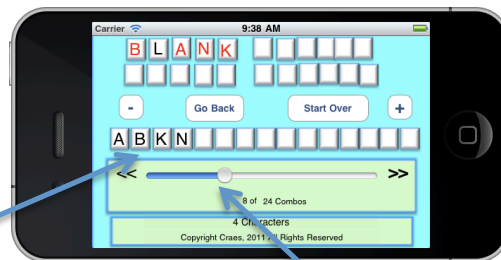 Carrier 9:38 AM
BLANK
- Go Back Start Over +
A B K N
<< >>
8 of 24 Combos
4 Characters
Copyright Craes, 2011 All Rights Reserved